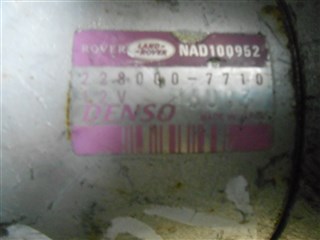 ROVER LAND-ROVER NAD100952
228000-7710
12V
DENSO